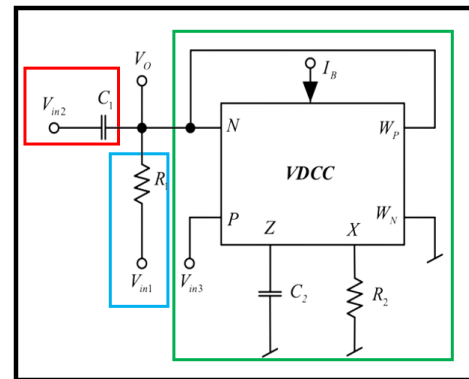 V_O
I_B
V_in2
C_1
N
W_P
VDCC
R_1
P
W_N
Z
X
V_in1
V_in3
C_2
R_2